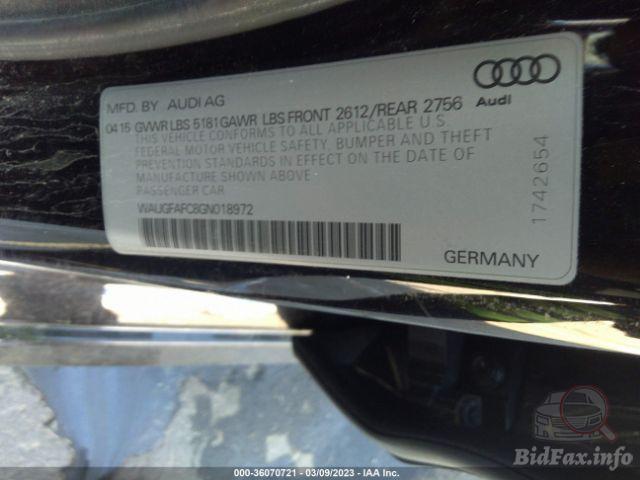 MFD. BY AUDI AG
04 15 GVWR LBS 5181 GAWR LBS FRONT 2612/REAR 2756
THIS VEHICLE CONFORMS TO ALL APPLICABLE U.S.
FEDERAL MOTOR VEHICLE SAFETY, BUMPER AND THEFT
PREVENTION STANDARDS IN EFFECT ON THE DATE OF
MANUFACTURE SHOWN ABOVE
PASSENGER CAR
WAUGFAFC8GN018972
Audi
1742654
GERMANY
BidFax.info
000-36070721 | 03/09/2023 | IAA Inc.